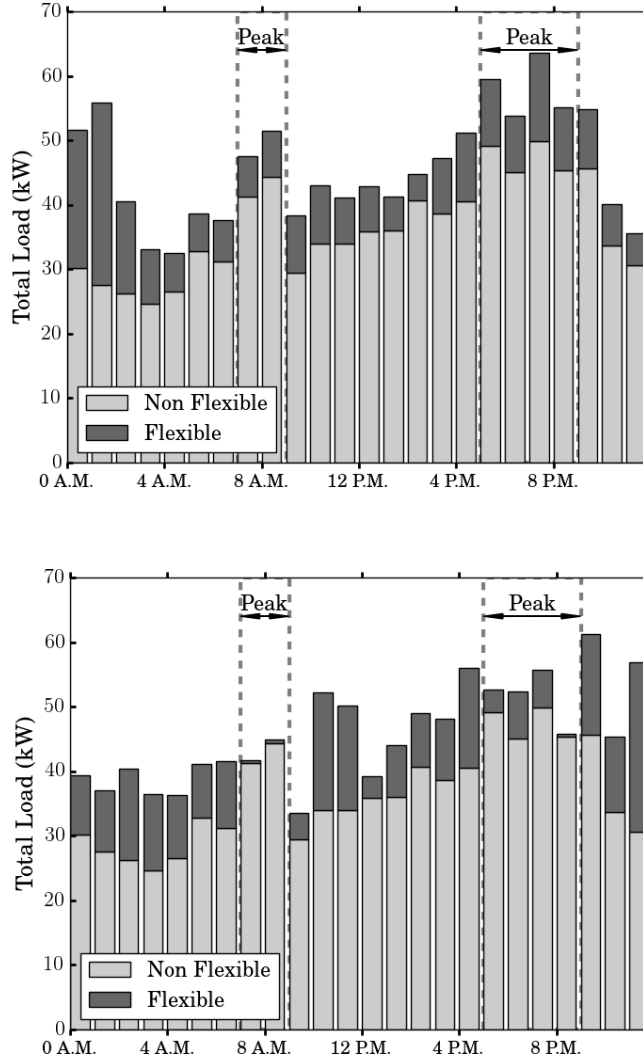 70
60
50
40
30
20
10
0
Total Load (kW)
Peak
Peak
Non Flexible
Flexible
0 A.M.
4 A.M.
8 A.M.
12 P.M.
4 P.M.
8 P.M.
70
60
50
40
30
20
10
0
Total Load (kW)
Peak
Peak
Non Flexible
Flexible
0 A.M.
4 A.M.
8 A.M.
12 P.M.
4 P.M.
8 P.M.